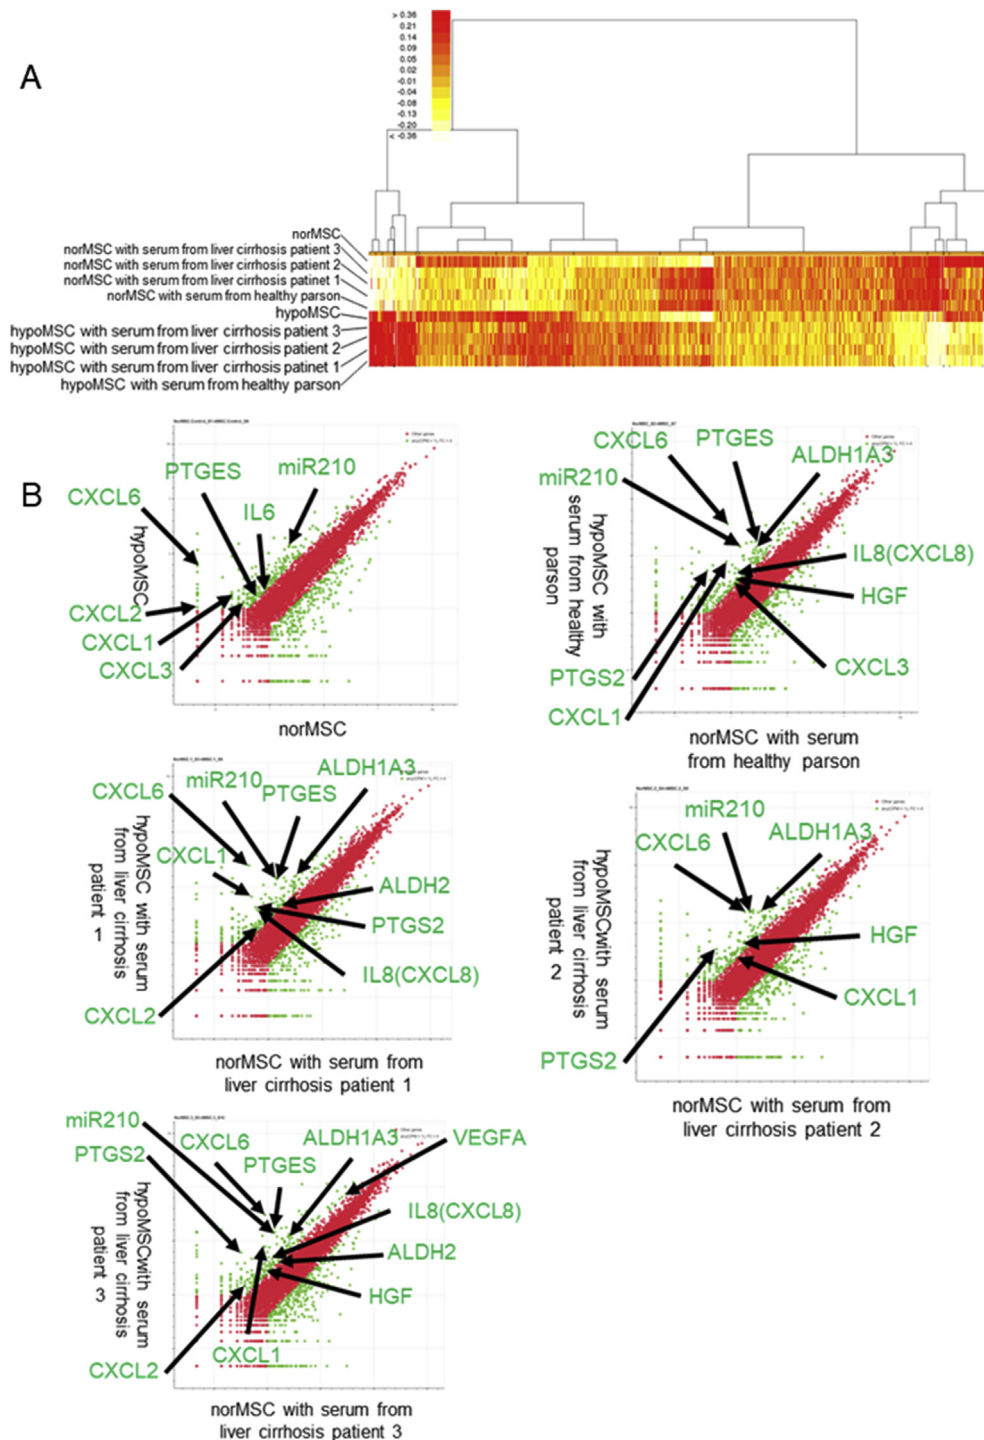 A
> 0.36
0.21
0.14
0.09
0.05
0.02
-0.01
-0.04
-0.08
-0.13
-0.20
< -0.36
norMSC
norMSC with serum from liver cirrhosis patient 3
norMSC with serum from liver cirrhosis patient 2
norMSC with serum from liver cirrhosis patinet 1
norMSC with serum from healthy parson
hypoMSC
hypoMSC with serum from liver cirrhosis patient 3
hypoMSC with serum from liver cirrhosis patient 2
hypoMSC with serum from liver cirrhosis patinet 1
hypoMSC with serum from healthy parson
B
CXCL6
PTGES
miR210
IL6
CXCL2
CXCL1
CXCL3
hypoMSC
norMSC
CXCL6
PTGES
ALDH1A3
miR210
IL8(CXCL8)
HGF
CXCL3
PTGS2
CXCL1
hypoMSC with
serum from healthy
parson
norMSC with serum
from healthy parson
ALDH1A3
miR210
PTGES
CXCL6
CXCL1
ALDH2
PTGS2
IL8(CXCL8)
CXCL2
hypoMSC with serum
from liver cirrhosis
patient
1
norMSC with serum from
liver cirrhosis patient 1
miR210
ALDH1A3
CXCL6
HGF
CXCL1
PTGS2
hypoMSCwith serum
from liver cirrhosis
patient
2
norMSC with serum from
liver cirrhosis patient 2
miR210
CXCL6
ALDH1A3
VEGFA
PTGS2
PTGES
IL8(CXCL8)
ALDH2
HGF
CXCL1
CXCL2
hypoMSCwith serum
from liver cirrhosis
patient 3
norMSC with serum from
liver cirrhosis patient 3